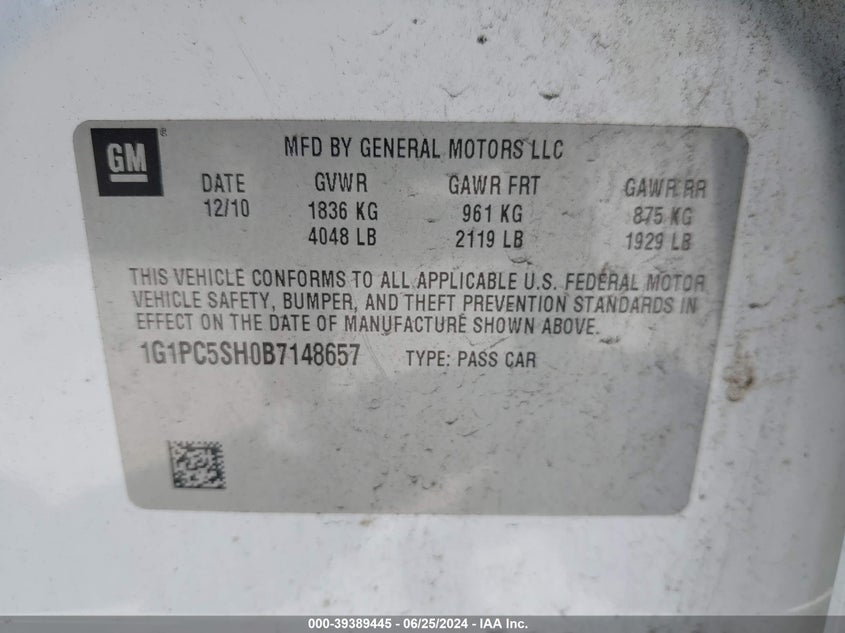 GM ®
MFD BY GENERAL MOTORS LLC
DATE GVWR GAWR FRT GAWR RR
12/10 1836 KG 961 KG 875 KG
4048 LB 2119 LB 1929 LB
THIS VEHICLE CONFORMS TO ALL APPLICABLE U.S. FEDERAL MOTOR
VEHICLE SAFETY, BUMPER, AND THEFT PREVENTION STANDARDS IN
EFFECT ON THE DATE OF MANUFACTURE SHOWN ABOVE.
1G1PC5SH0B7148657 TYPE: PASS CAR
000-39389445 - 06/25/2024 - IAA Inc.